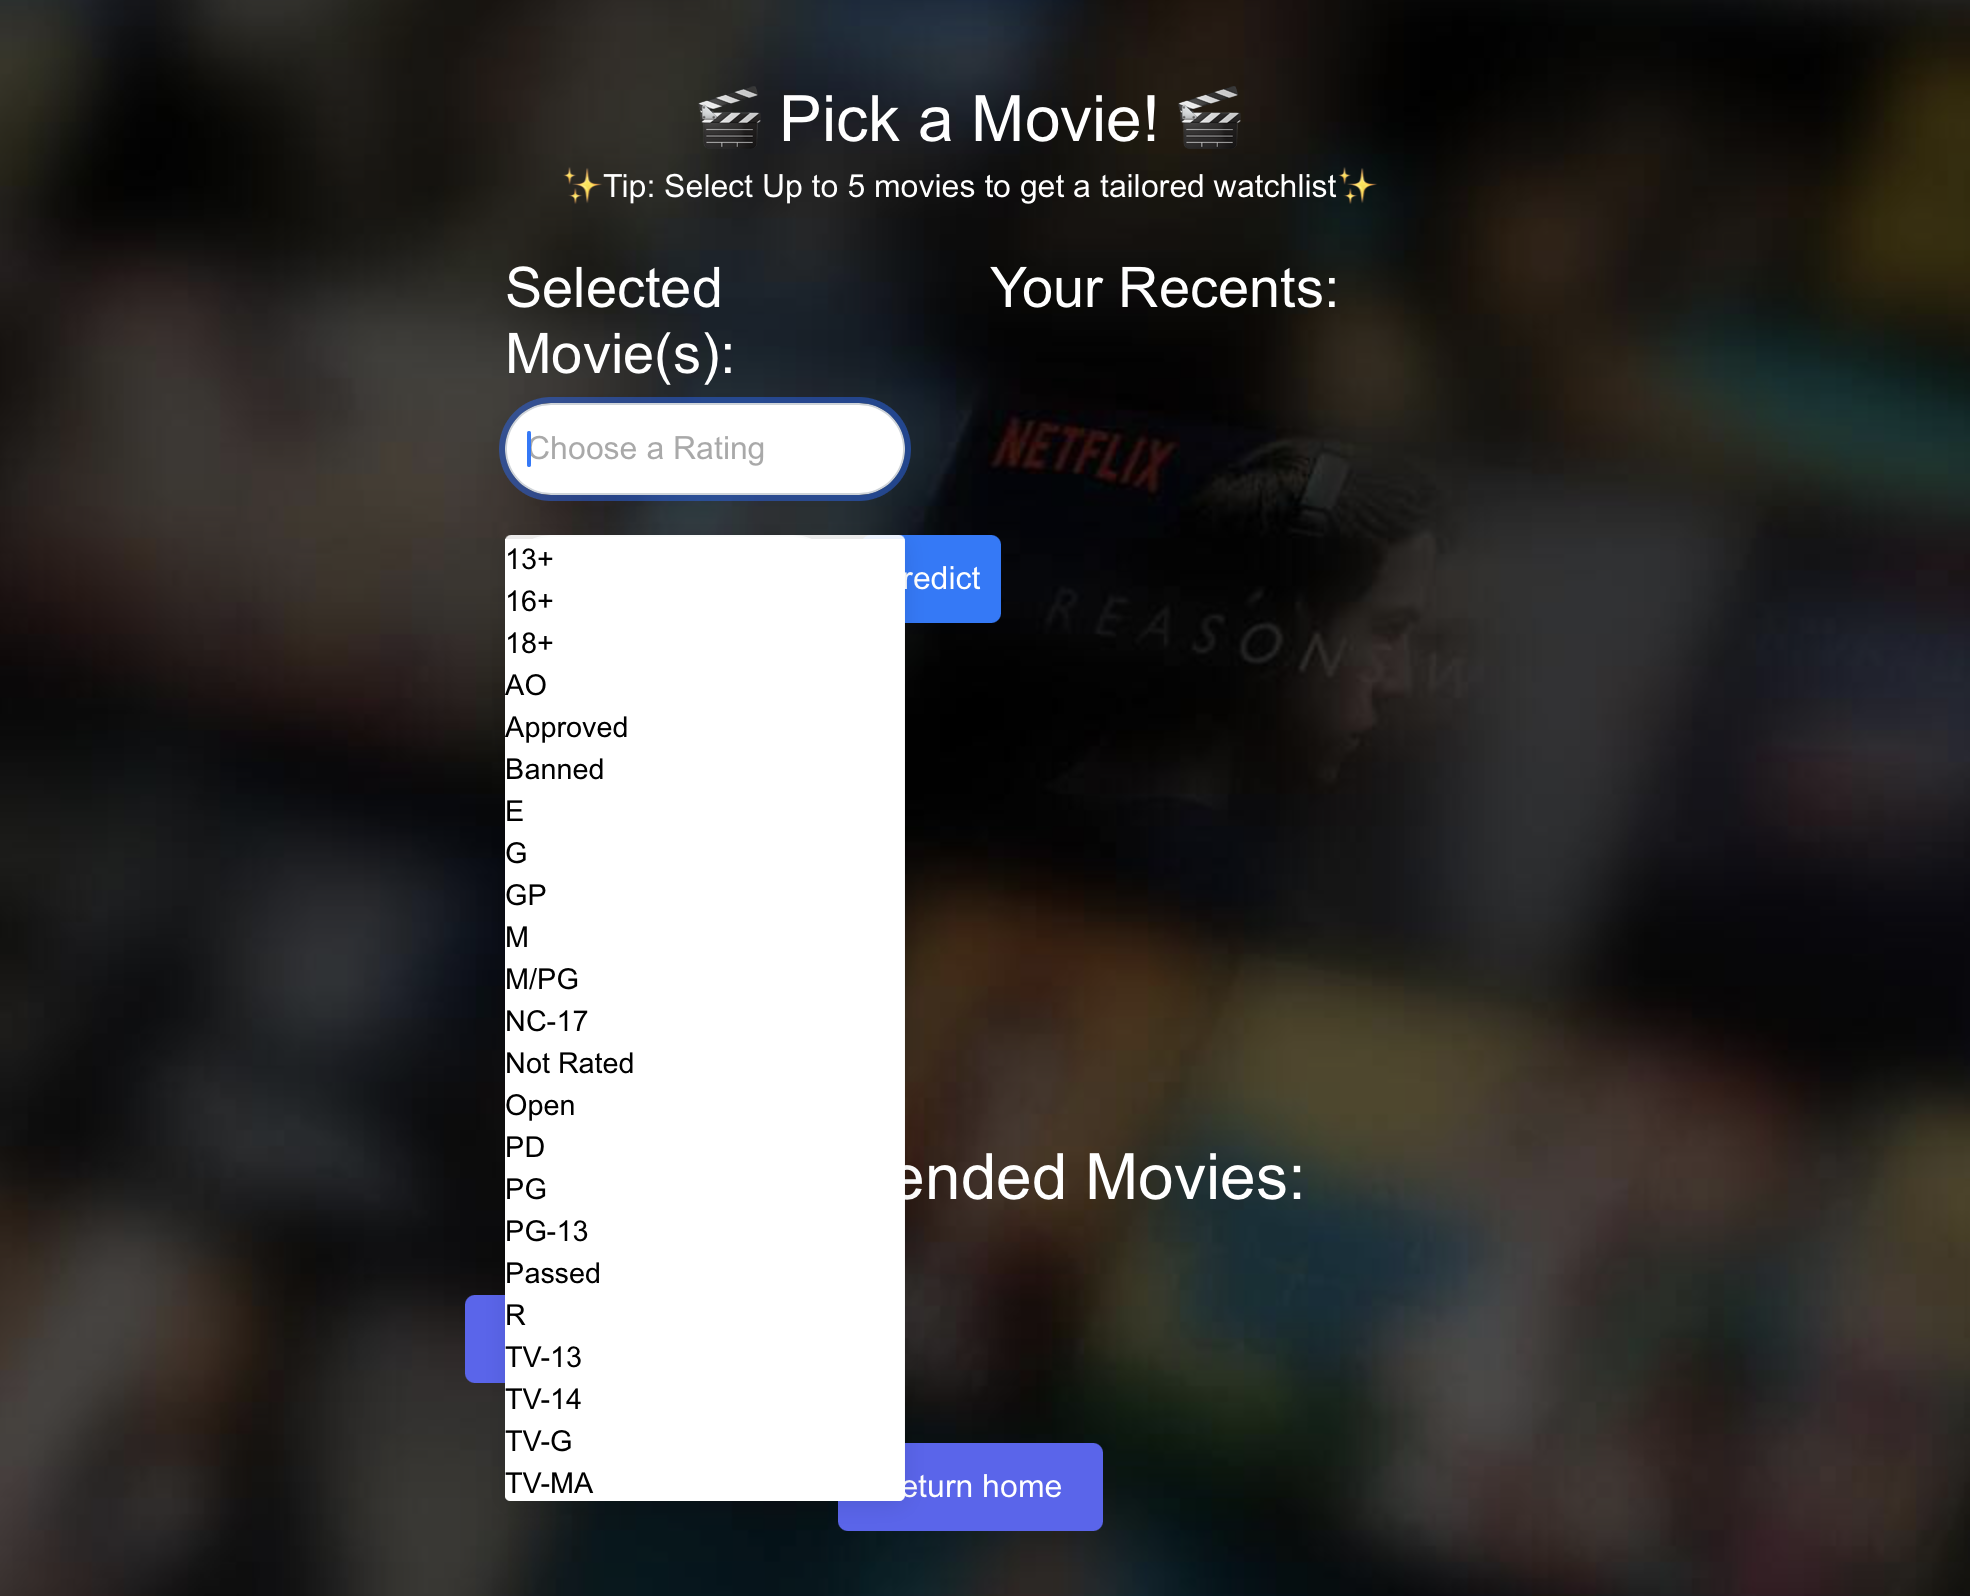 🎬 Pick a Movie! 🎬
✨Tip: Select Up to 5 movies to get a tailored watchlist✨
Selected
Movie(s):
Your Recents:
Choose a Rating
NETFLIX
redict
REASONS
13+
16+
18+
AO
Approved
Banned
E
G
GP
M
M/PG
NC-17
Not Rated
Open
PD
PG
PG-13
Passed
R
TV-13
TV-14
TV-G
TV-MA
ended Movies:
eturn home